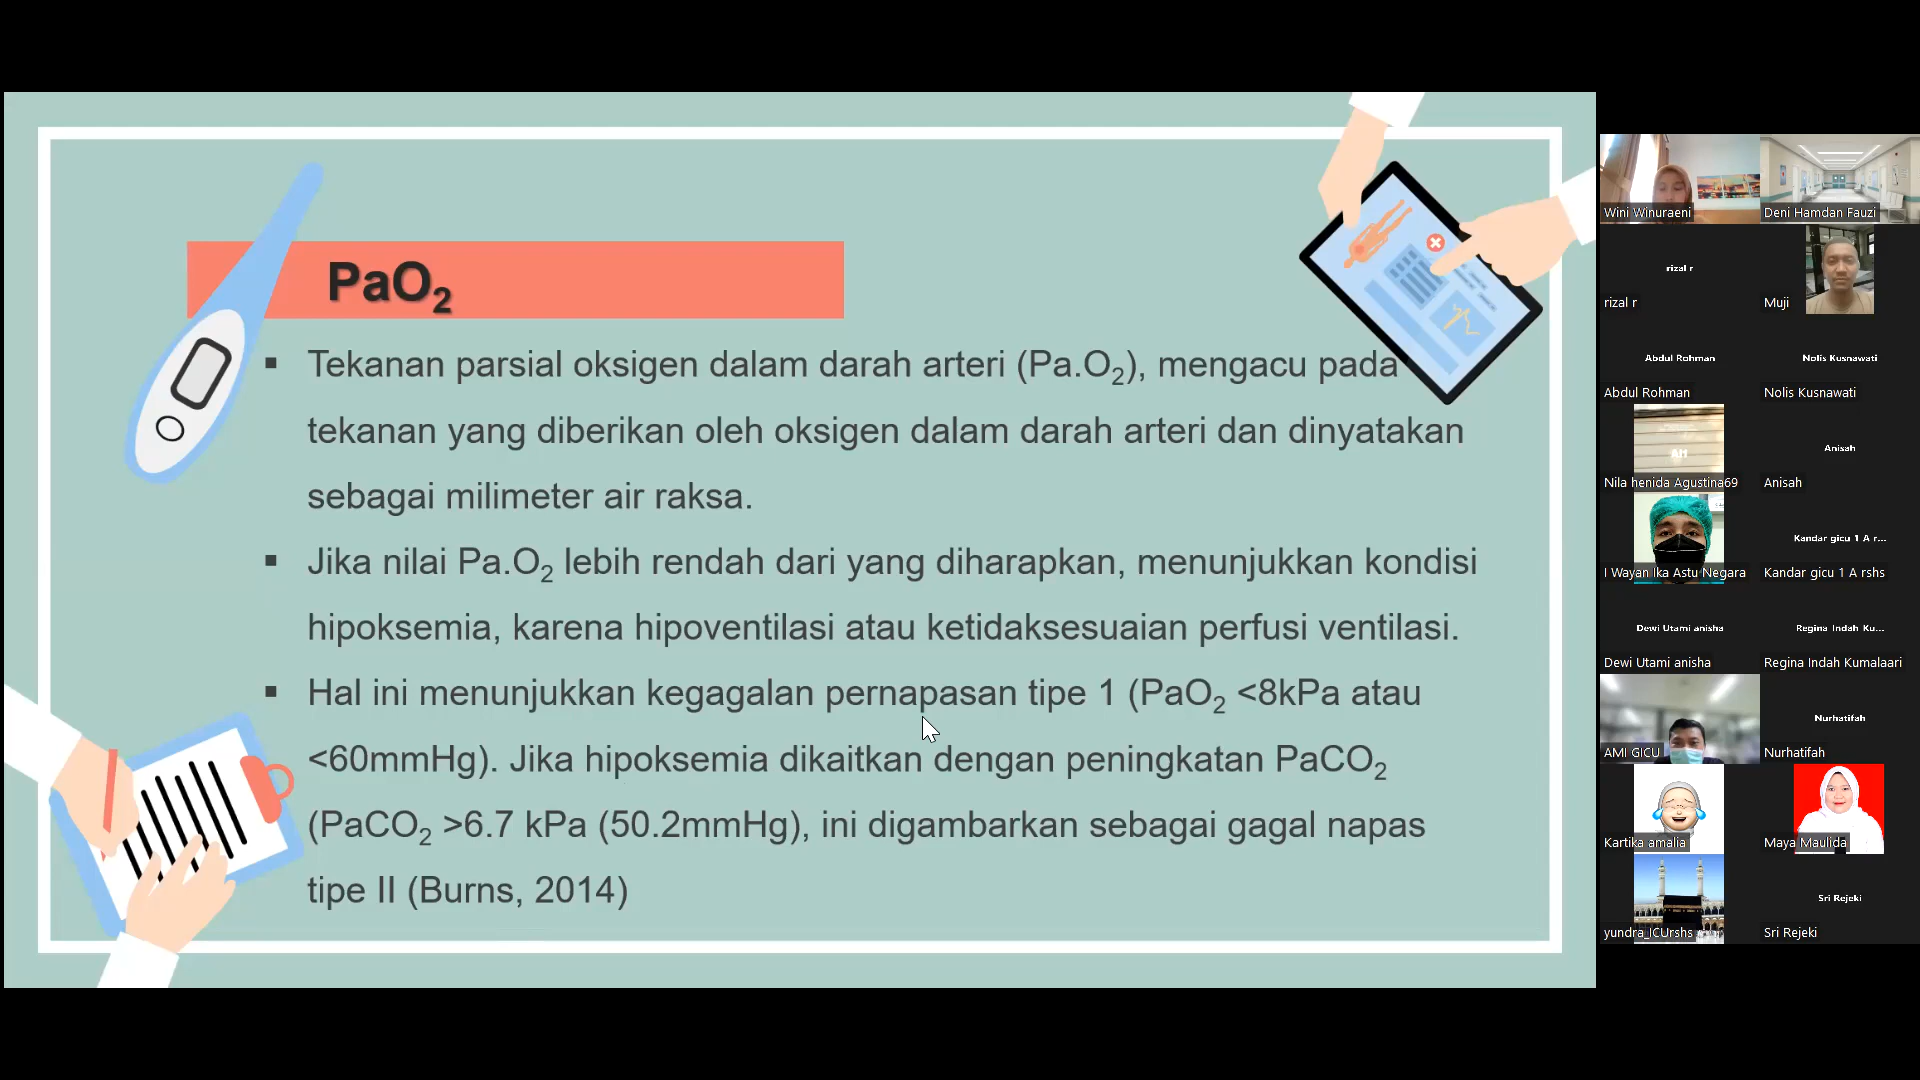 PaO₂
▪ Tekanan parsial oksigen dalam darah arteri (Pa.O₂), mengacu pada
tekanan yang diberikan oleh oksigen dalam darah arteri dan dinyatakan
sebagai milimeter air raksa.
▪ Jika nilai Pa.O₂ lebih rendah dari yang diharapkan, menunjukkan kondisi
hipoksemia, karena hipoventilasi atau ketidaksesuaian perfusi ventilasi.
▪ Hal ini menunjukkan kegagalan pernapasan tipe 1 (PaO₂ <8kPa atau
<60mmHg). Jika hipoksemia dikaitkan dengan peningkatan PaCO₂
(PaCO₂ >6.7 kPa (50.2mmHg), ini digambarkan sebagai gagal napas
tipe II (Burns, 2014)
Wini Winuraeni
Deni Hamdan Fauzi
rizal r
rizal r
Muji
Abdul Rohman
Abdul Rohman
Nolis Kusnawati
Nolis Kusnawati
Nila henida Agustina69
Anisah
Anisah
I Wayan Ika Astu Negara
Kandar gicu 1 A r...
Kandar gicu 1 A rshs
Dewi Utami anisha
Dewi Utami anisha
Regina Indah Ku...
Regina Indah Kumalaari
AMI GICU
Nurhatifah
Nurhatifah
Kartika amalia
Maya Maulida
yundra_ICUrshs
Sri Rejeki
Sri Rejeki